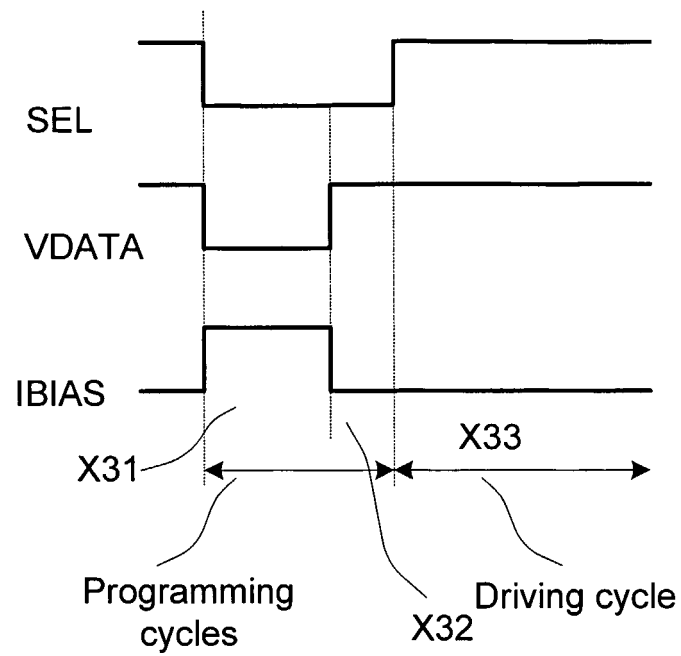 SEL
VDATA
IBIAS
X31
X33
Programming
cycles
X32
Driving cycle